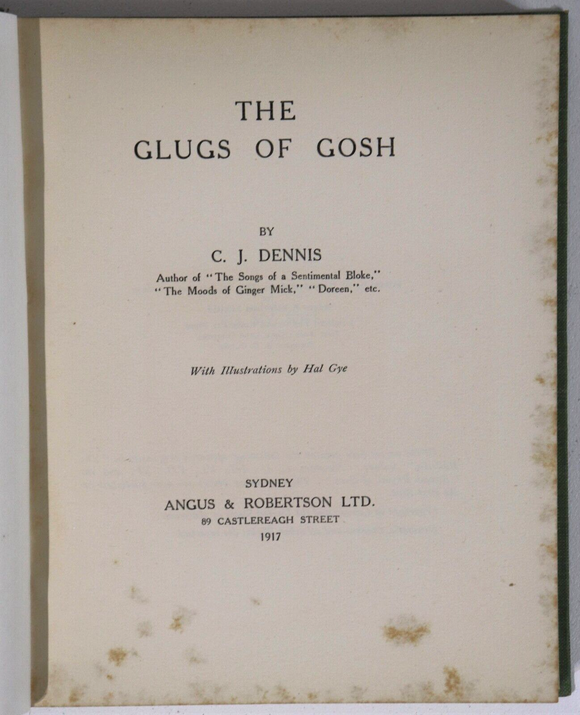 THE
GLUGS OF GOSH
BY
C. J. DENNIS
Author of "The Songs of a Sentimental Bloke,"
"The Moods of Ginger Mick," "Doreen," etc.
With Illustrations by Hal Gye
SYDNEY
ANGUS & ROBERTSON LTD.
89 CASTLEREAGH STREET
1917